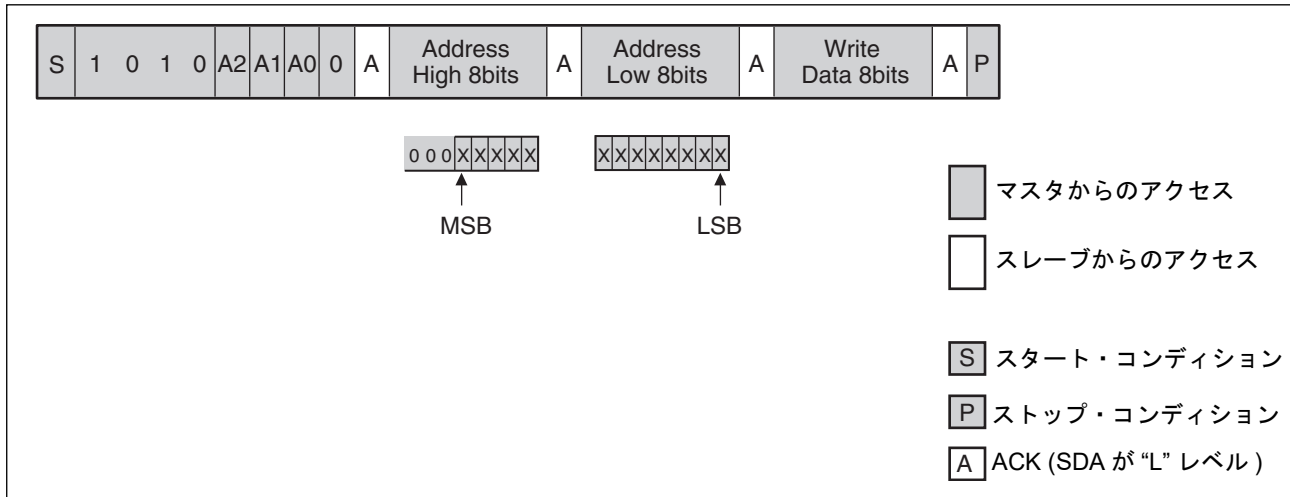 S 1 0 1 0 A2 A1 A0 0 A Address High 8bits A Address Low 8bits A Write Data 8bits A P
0 0 0 X X X X X X X X X X X X X
MSB LSB
マスタからのアクセス
スレーブからのアクセス
S スタート・コンディション
P ストップ・コンディション
A ACK (SDA が “L” レベル )